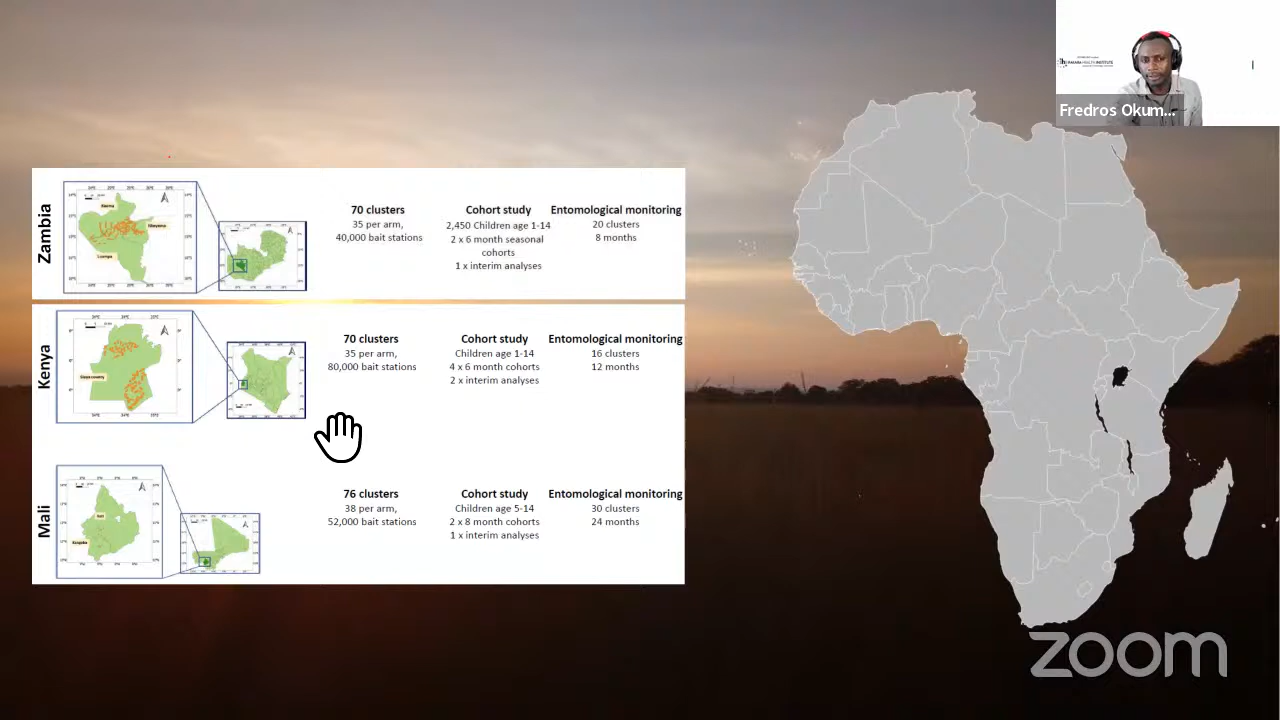 IFAKARA HEALTH INSTITUTE
Fredros Okum...
Zambia
70 clusters
35 per arm,
40,000 bait stations
Cohort study
2,450 Children age 1-14
2 x 6 month seasonal
cohorts
1 x interim analyses
Entomological monitoring
20 clusters
8 months
Kenya
70 clusters
35 per arm,
80,000 bait stations
Cohort study
Children age 1-14
4 x 6 month cohorts
2 x interim analyses
Entomological monitoring
16 clusters
12 months
Mali
76 clusters
38 per arm,
52,000 bait stations
Cohort study
Children age 5-14
2 x 8 month cohorts
1 x interim analyses
Entomological monitoring
30 clusters
24 months
zoom